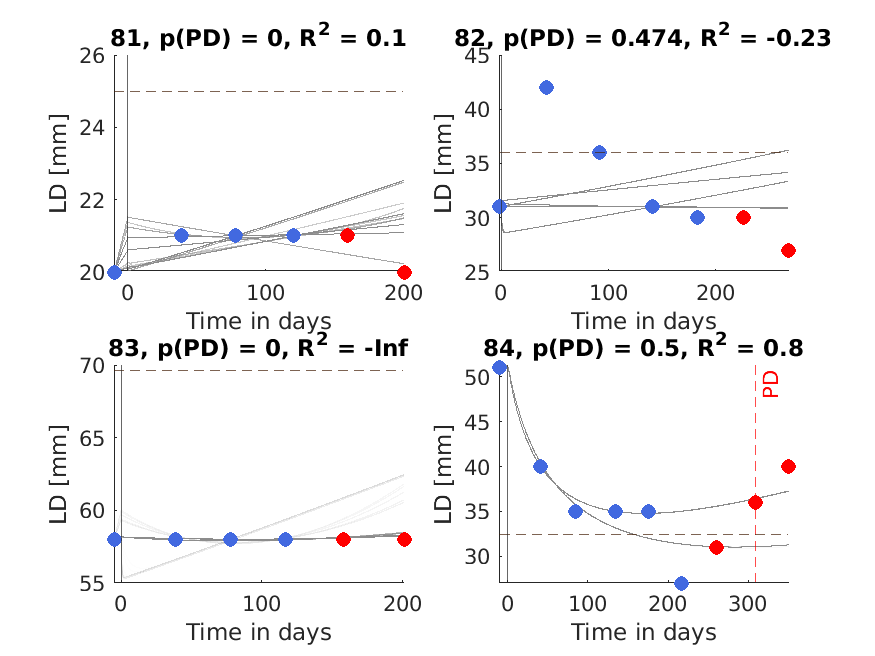 81, p(PD) = 0, R² = 0.1
26
24
22
20
LD [mm]
0
100
200
Time in days
82, p(PD) = 0.474, R² = -0.23
45
40
35
30
25
LD [mm]
0
100
200
Time in days
83, p(PD) = 0, R² = -Inf
70
65
60
55
LD [mm]
0
100
200
Time in days
84, p(PD) = 0.5, R² = 0.8
50
45
40
35
30
LD [mm]
PD
0
100
200
300
Time in days